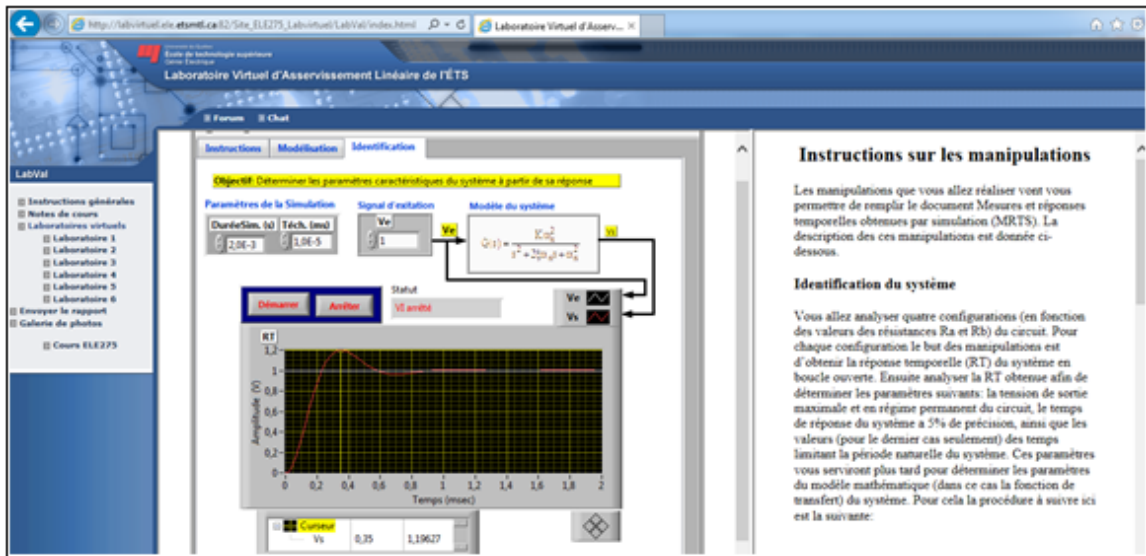 http://labvirtuel.ele.etsmtl.ca:82/Site_ELE275_Labvirtuel/LabVal/index.html
Laboratoire Virtuel d'Asserv...
École de technologie supérieure
Génie Électrique
Laboratoire Virtuel d'Asservissement Linéaire de l'ÉTS
Forum Chat
LabVal
Instructions générales
Notes de cours
Laboratoires virtuels
Laboratoire 1
Laboratoire 2
Laboratoire 3
Laboratoire 4
Laboratoire 5
Laboratoire 6
Envoyer le rapport
Galerie de photos
Cours ELE275
Instructions Modélisation Identification
Objectif: Déterminer les paramètres caractéristiques du système à partir de sa réponse
Paramètres de la Simulation
DuréeSim. (s) Téch. (ms)
2,0E-3 1,0E-5
Signal d'exitation
Ve
1
Ve
Modèle du système
Vs
Démarrer Arrêter
Statut
VI arrêté
Ve
Vs
RT
Amplitude (V)
1,2
1
0,8
0,6
0,4
0,2
0
0 0,2 0,4 0,6 0,8 1 1,2 1,4 1,6 1,8 2
Temps (msec)
Curseur
Vs 0,35 1,19627
Instructions sur les manipulations
Les manipulations que vous allez réaliser vont vous
permettre de remplir le document Mesures et réponses
temporelles obtenues par simulation (MRTS). La
description des ces manipulations est donnée ci-
dessous.
Identification du système
Vous allez analyser quatre configurations (en fonction
des valeurs des résistances Ra et Rb) du circuit. Pour
chaque configuration le but des manipulations est
d'obtenir la réponse temporelle (RT) du système en
boucle ouverte. Ensuite analyser la RT obtenue afin de
déterminer les paramètres suivants: la tension de sortie
maximale et en régime permanent du circuit, le temps
de réponse du système a 5% de précision, ainsi que les
valeurs (pour le dernier cas seulement) des temps
limitant la période naturelle du système. Ces paramètres
vous serviront plus tard pour déterminer les paramètres
du modèle mathématique (dans ce cas la fonction de
transfert) du système. Pour cela la procédure à suivre ici
est la suivante: